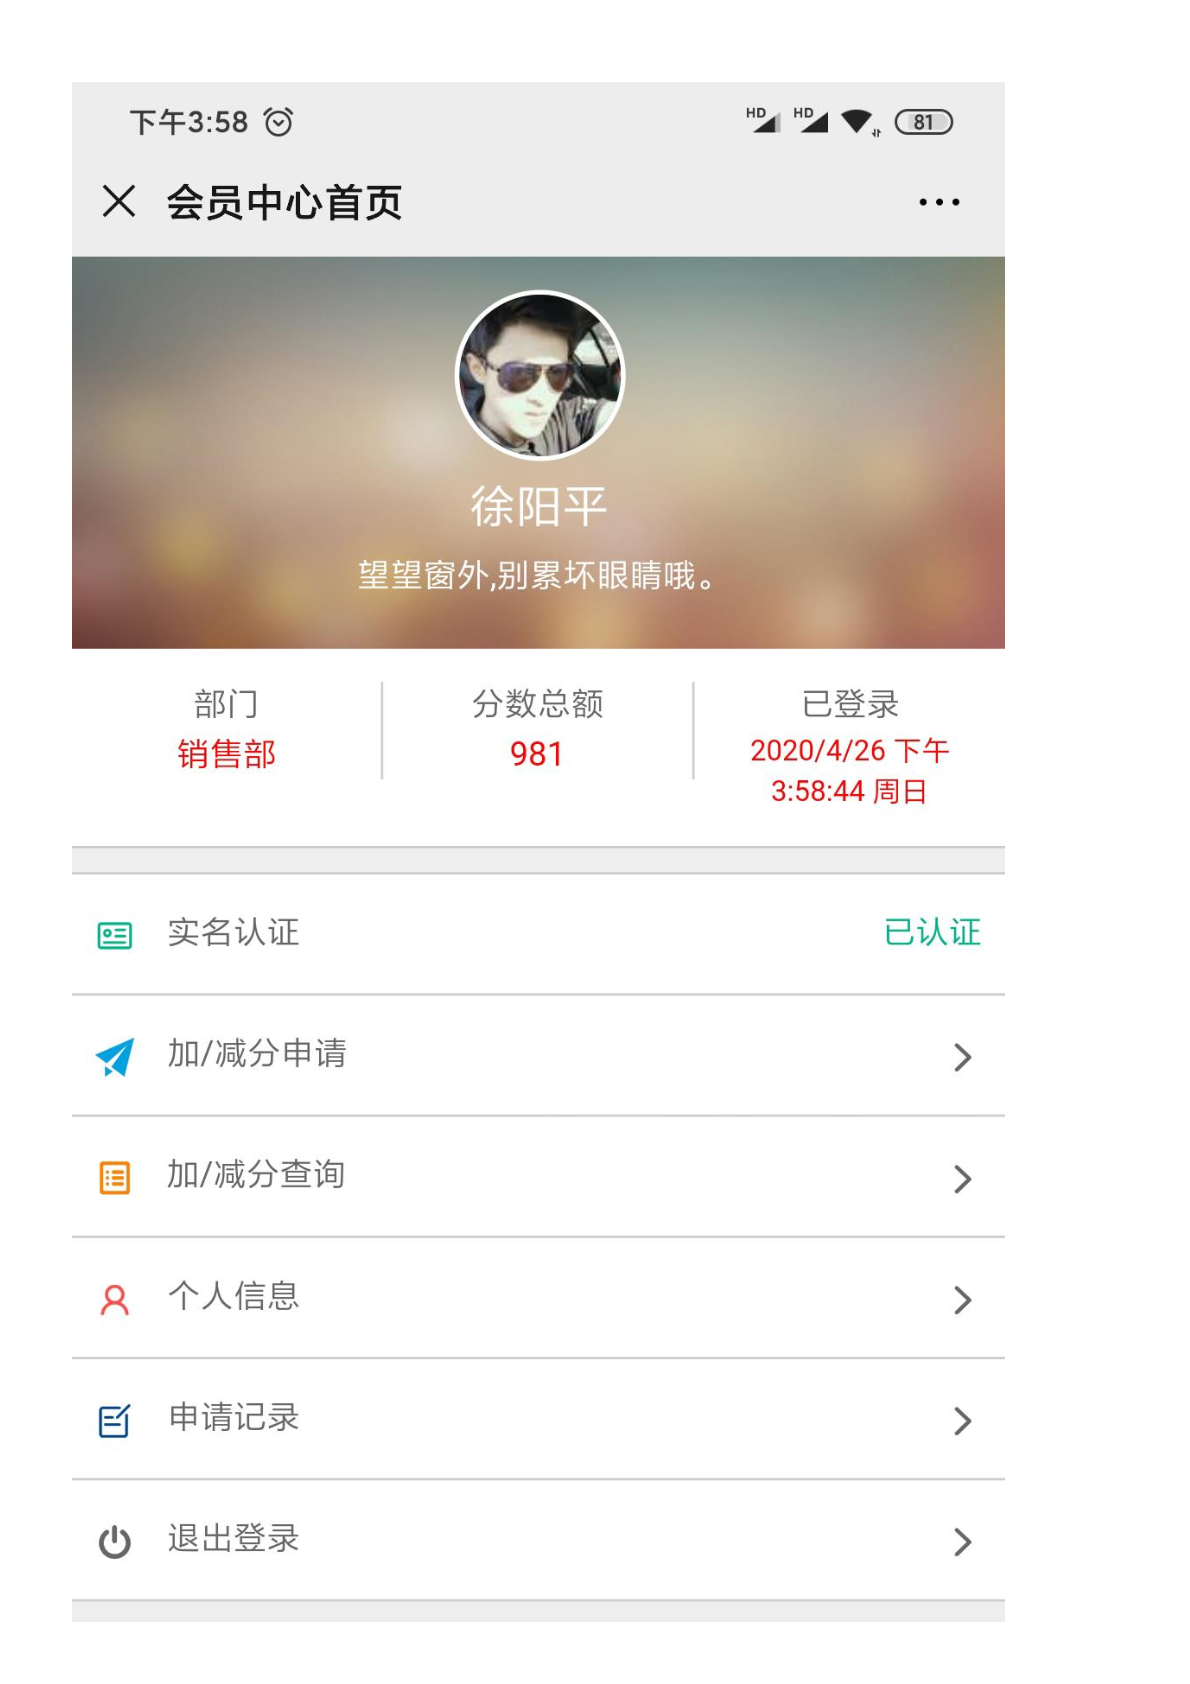 下午3:58
HD HD 81
会员中心首页
徐阳平
望望窗外,别累坏眼睛哦。
部门
销售部
分数总额
981
已登录
2020/4/26 下午
3:58:44 周日
实名认证 已认证
加/减分申请
加/减分查询
个人信息
申请记录
退出登录